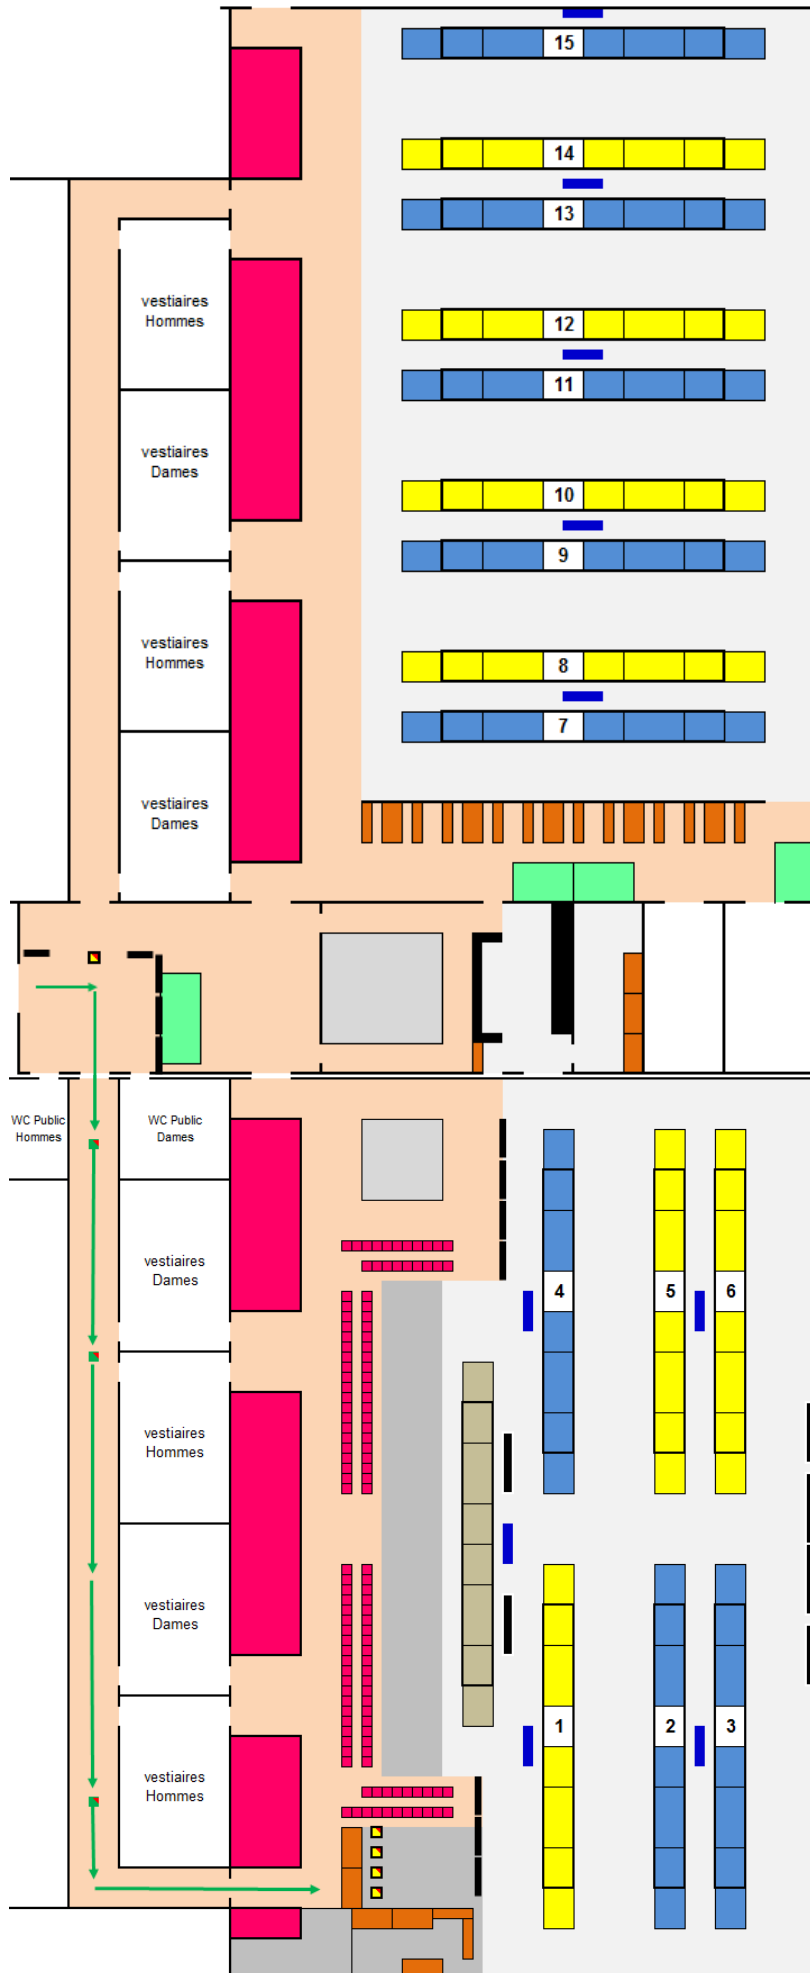 15
14
13
vestiaires
Hommes
12
11
vestiaires
Dames
10
9
vestiaires
Hommes
8
7
vestiaires
Dames
WC Public
Hommes
WC Public
Dames
vestiaires
Dames
4
5
6
vestiaires
Hommes
vestiaires
Dames
1
2
3
vestiaires
Hommes